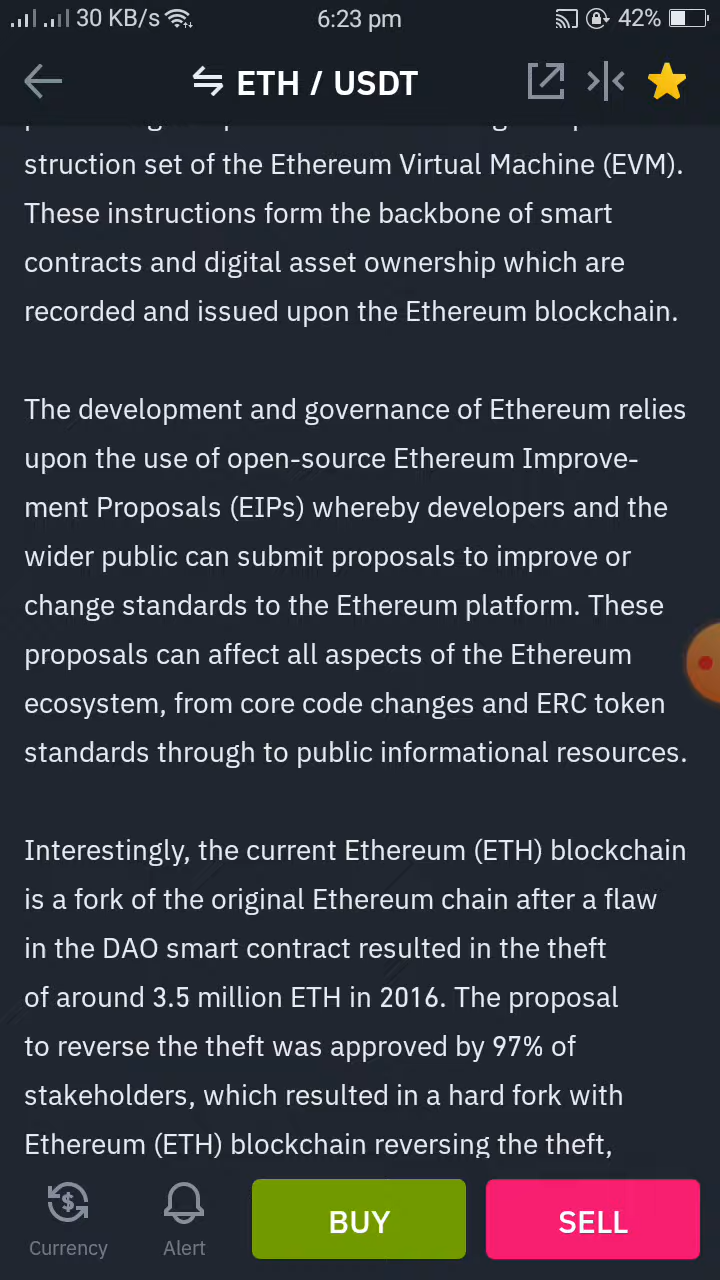 30 KB/s 6:23 pm 42%
ETH / USDT
struction set of the Ethereum Virtual Machine (EVM).
These instructions form the backbone of smart
contracts and digital asset ownership which are
recorded and issued upon the Ethereum blockchain.
The development and governance of Ethereum relies
upon the use of open-source Ethereum Improve-
ment Proposals (EIPs) whereby developers and the
wider public can submit proposals to improve or
change standards to the Ethereum platform. These
proposals can affect all aspects of the Ethereum
ecosystem, from core code changes and ERC token
standards through to public informational resources.
Interestingly, the current Ethereum (ETH) blockchain
is a fork of the original Ethereum chain after a flaw
in the DAO smart contract resulted in the theft
of around 3.5 million ETH in 2016. The proposal
to reverse the theft was approved by 97% of
stakeholders, which resulted in a hard fork with
Ethereum (ETH) blockchain reversing the theft,
Currency Alert BUY SELL